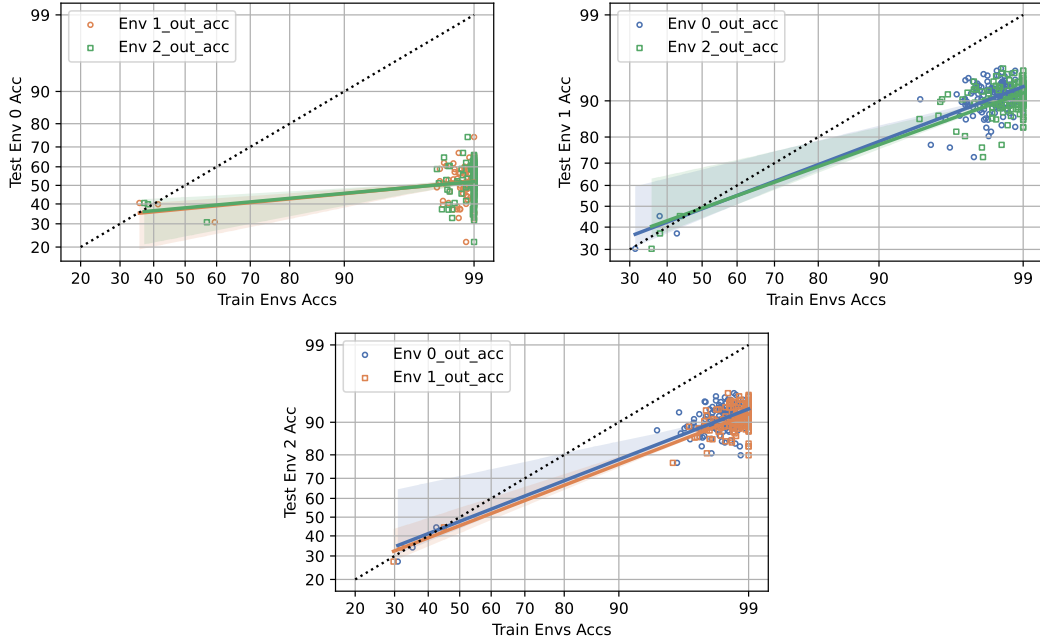 99
90
80
70
60
50
40
30
20
Test Env 0 Acc
Env 1_out_acc
Env 2_out_acc
20 30 40 50 60 70 80 90 99
Train Envs Accs
99
90
80
70
60
50
40
30
Test Env 1 Acc
Env 0_out_acc
Env 2_out_acc
30 40 50 60 70 80 90 99
Train Envs Accs
99
90
80
70
60
50
40
30
20
Test Env 2 Acc
Env 0_out_acc
Env 1_out_acc
20 30 40 50 60 70 80 90 99
Train Envs Accs